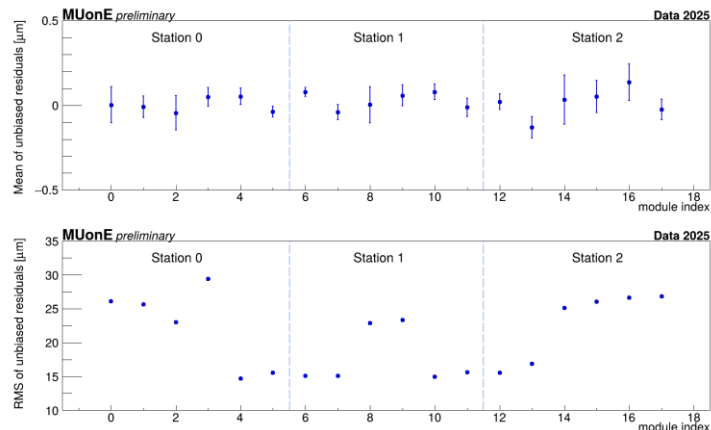 MUonE preliminary Data 2025
Station 0 Station 1 Station 2
Mean of unbiased residuals [μm]
0.5
0
−0.5
0 2 4 6 8 10 12 14 16 18
module index
MUonE preliminary Data 2025
Station 0 Station 1 Station 2
RMS of unbiased residuals [μm]
35
30
25
20
15
10
0 2 4 6 8 10 12 14 16 18
module index